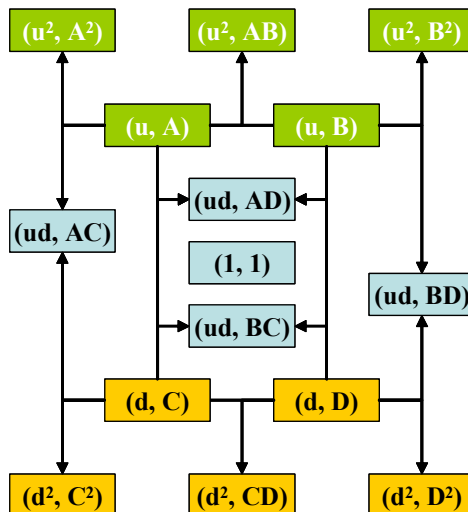 (u², A²) (u², AB) (u², B²)
(u, A) (u, B)
(ud, AD)
(ud, AC)
(1, 1)
(ud, BD)
(ud, BC)
(d, C) (d, D)
(d², C²) (d², CD) (d², D²)